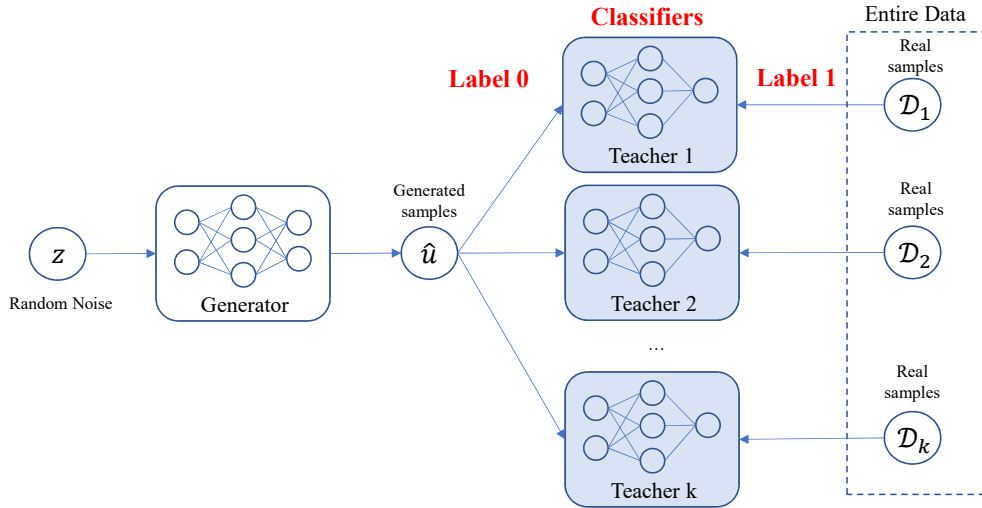 Classifiers
Entire Data
Label 0
Label 1
Real
samples
𝒟₁
Teacher 1
Generated
samples
Real
samples
z
û
𝒟₂
Random Noise
Generator
Teacher 2
...
Real
samples
𝒟ₖ
Teacher k